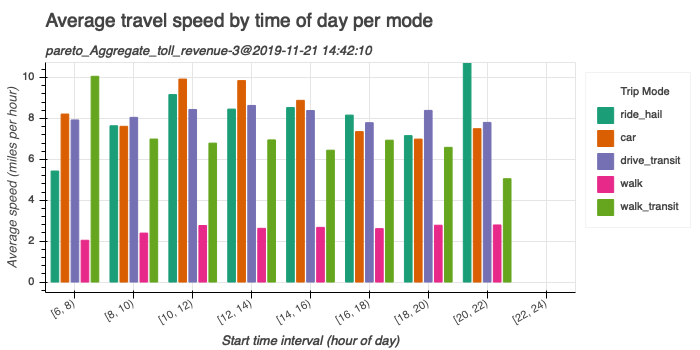 Average travel speed by time of day per mode
pareto_Aggregate_toll_revenue-3@2019-11-21 14:42:10
Average speed (miles per hour)
10
8
6
4
2
0
[6, 8)
[8, 10)
[10, 12)
[12, 14)
[14, 16)
[16, 18)
[18, 20)
[20, 22)
[22, 24)
Start time interval (hour of day)
Trip Mode
ride_hail
car
drive_transit
walk
walk_transit